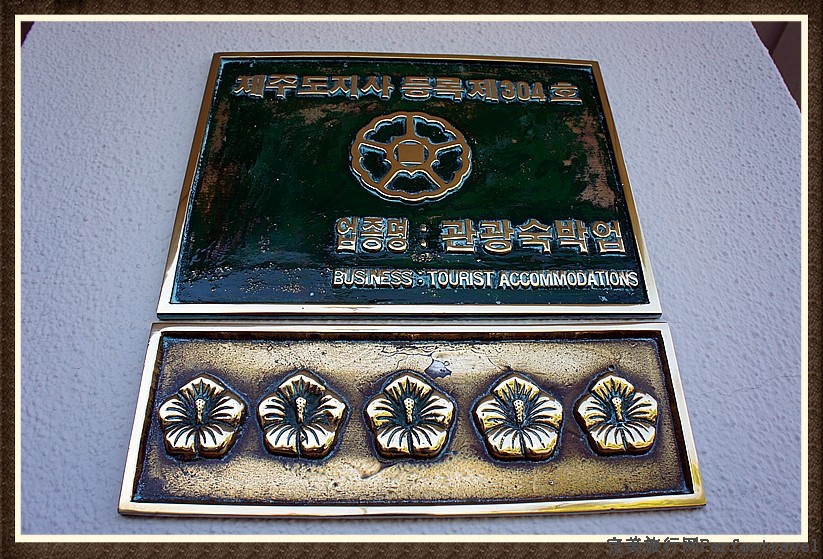 제주도지사 등록제304호
업종명 : 관광숙박업
BUSINESS : TOURIST ACCOMMODATIONS